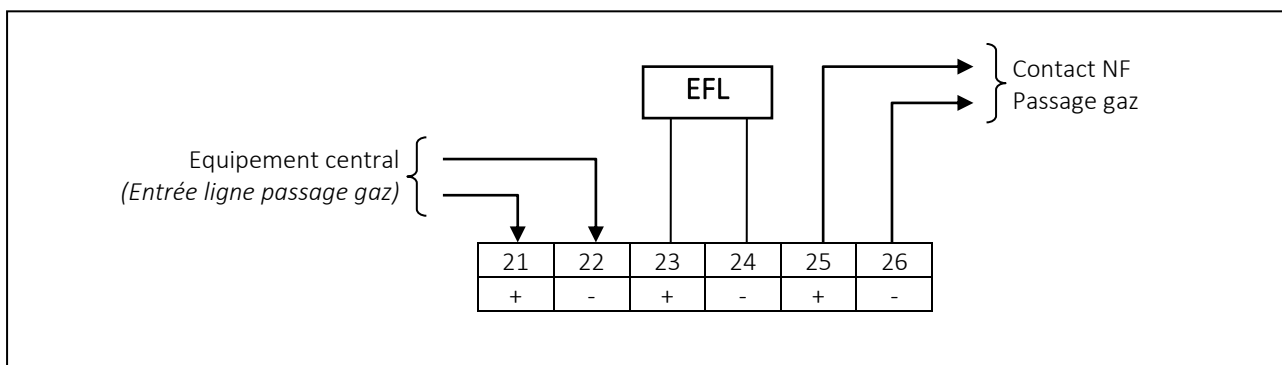 EFL
Contact NF
Passage gaz
Equipement central
(Entrée ligne passage gaz)
21 22 23 24 25 26
+ - + - + -